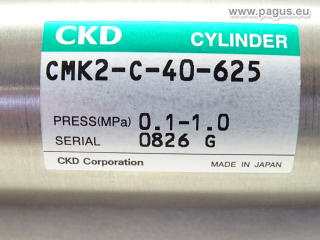 www.pagus.eu
CKD CYLINDER
CMK2-C-40-625
PRESS(MPa) 0.1-1.0
SERIAL 0826 G
CKD Corporation MADE IN JAPAN